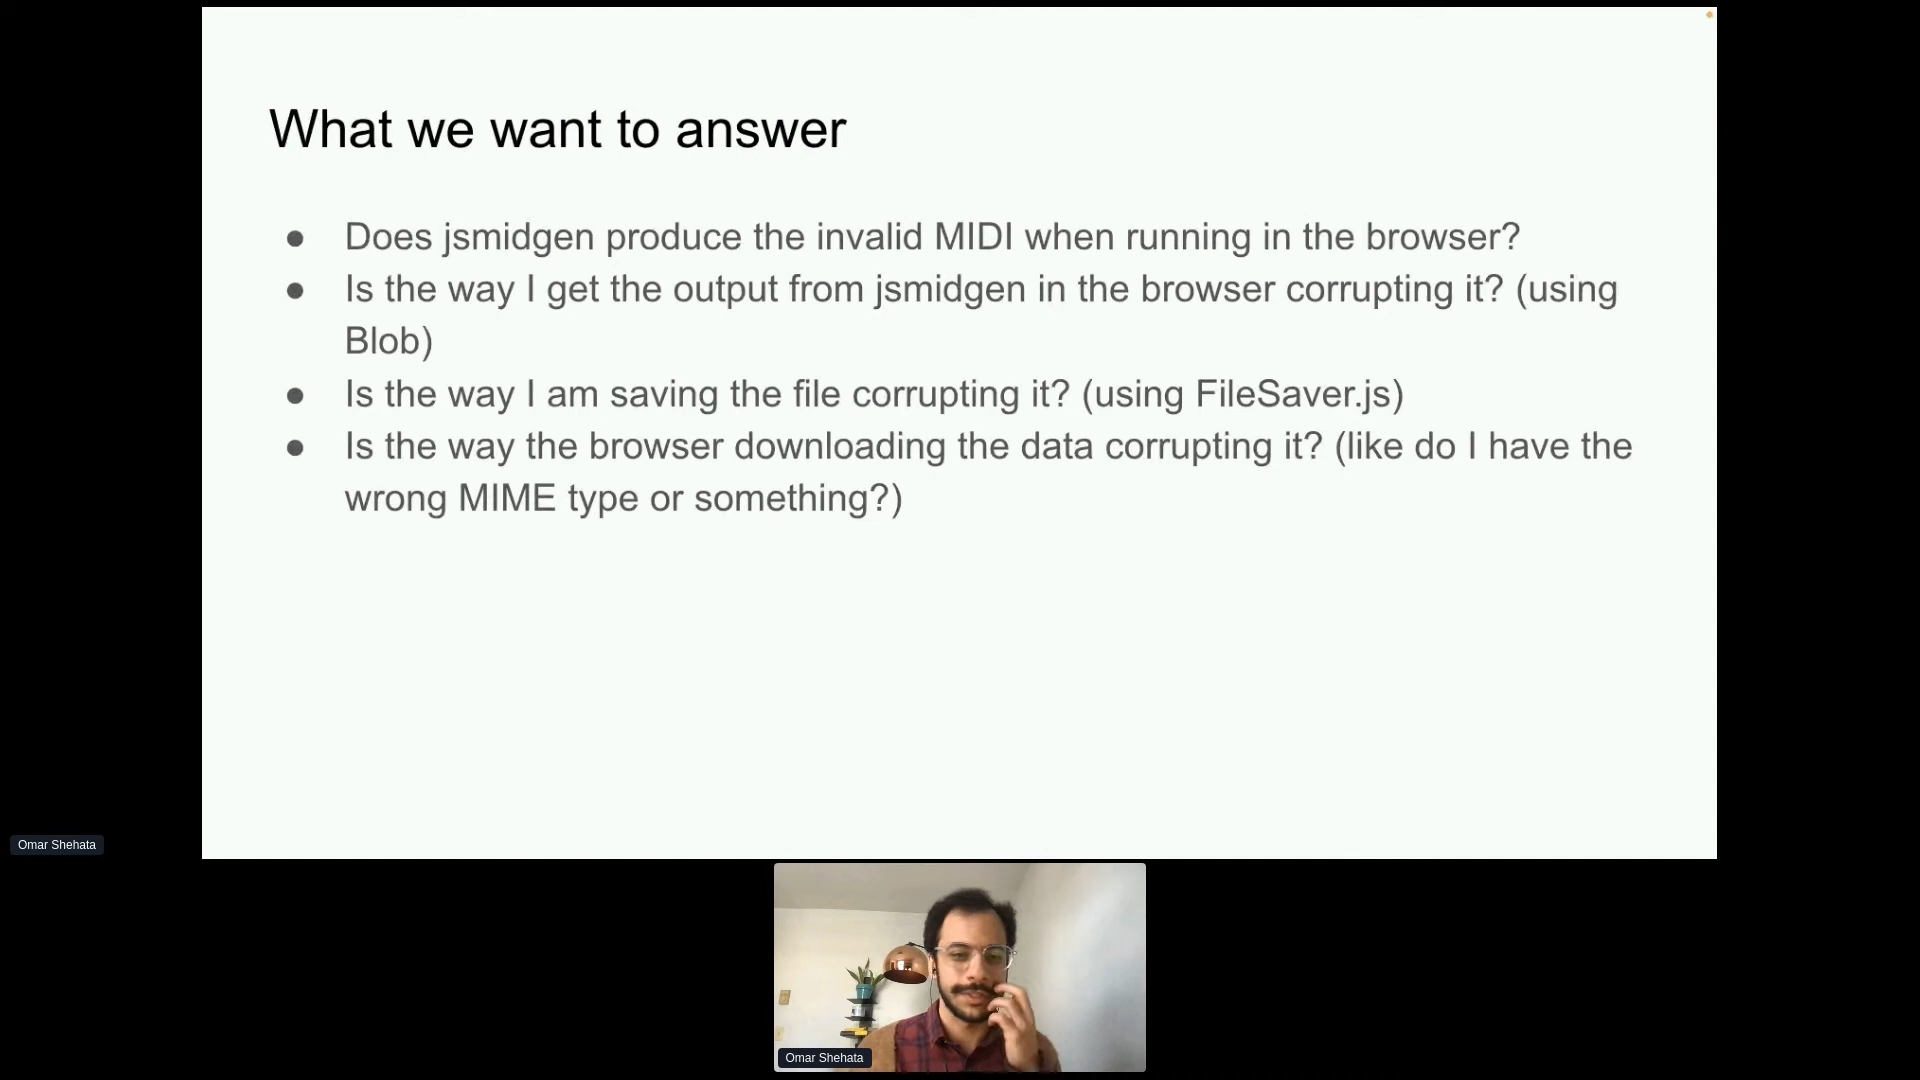 What we want to answer
● Does jsmidgen produce the invalid MIDI when running in the browser?
● Is the way I get the output from jsmidgen in the browser corrupting it? (using
Blob)
● Is the way I am saving the file corrupting it? (using FileSaver.js)
● Is the way the browser downloading the data corrupting it? (like do I have the
wrong MIME type or something?)
Omar Shehata
Omar Shehata